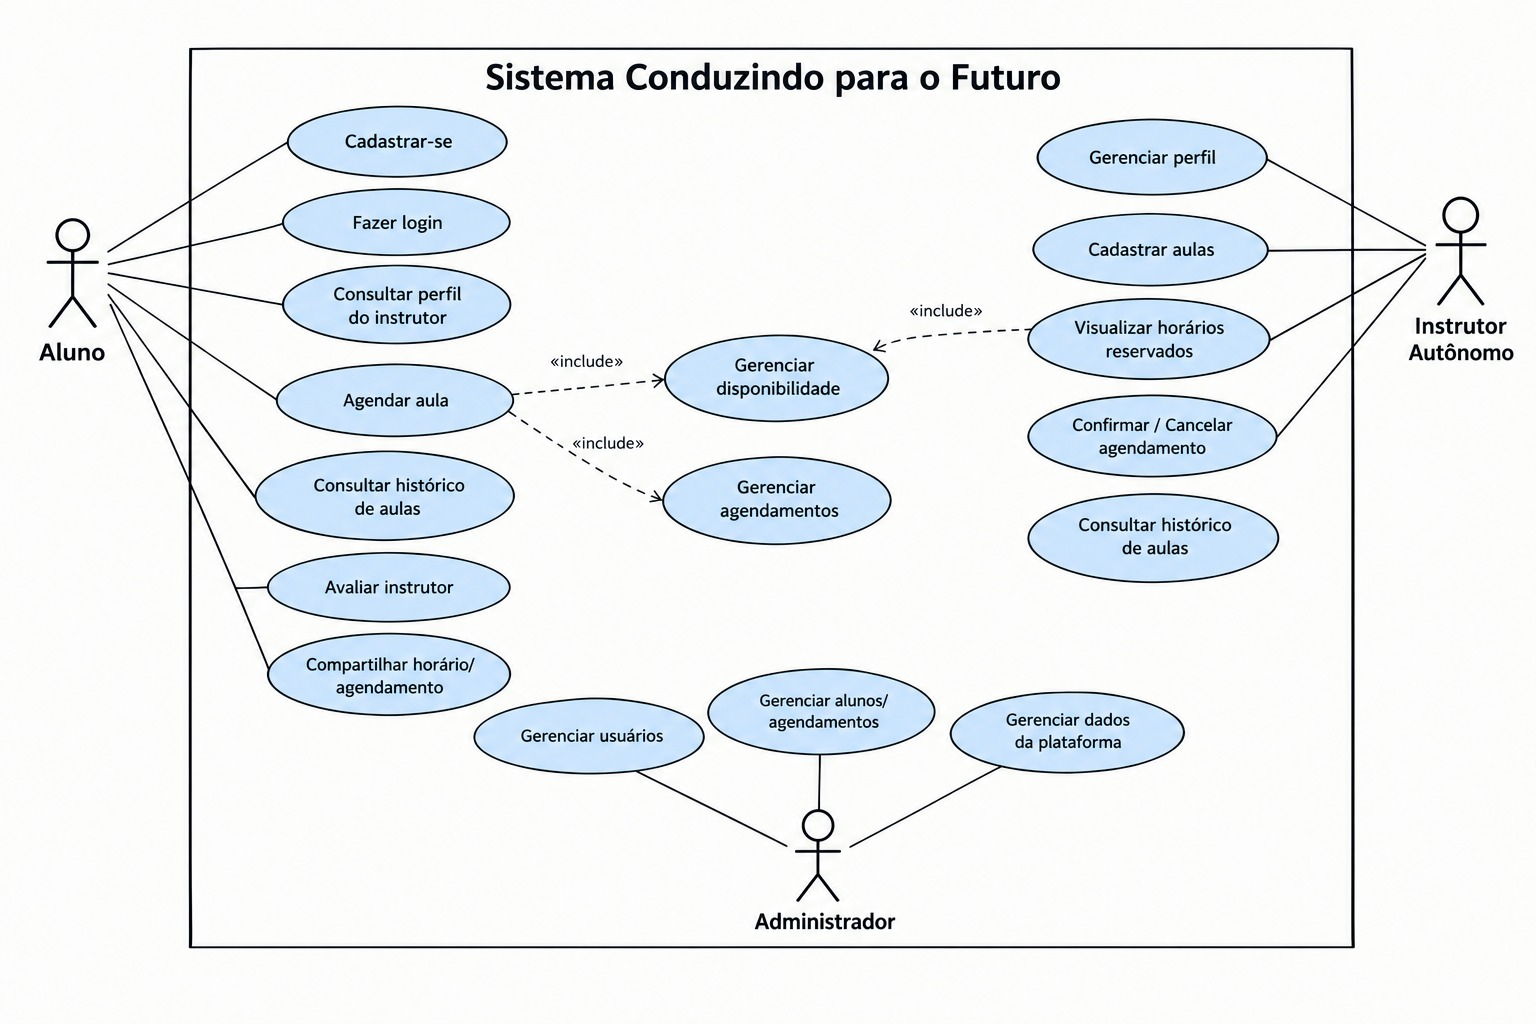 Sistema Conduzindo para o Futuro
Cadastrar-se
Fazer login
Consultar perfil
do instrutor
Agendar aula
Consultar histórico
de aulas
Avaliar instrutor
Compartilhar horário/
agendamento
Aluno
«include»
«include»
«include»
Gerenciar
disponibilidade
Gerenciar
agendamentos
Gerenciar perfil
Cadastrar aulas
Visualizar horários
reservados
Confirmar / Cancelar
agendamento
Consultar histórico
de aulas
Instrutor
Autônomo
Gerenciar usuários
Gerenciar alunos/
agendamentos
Gerenciar dados
da plataforma
Administrador